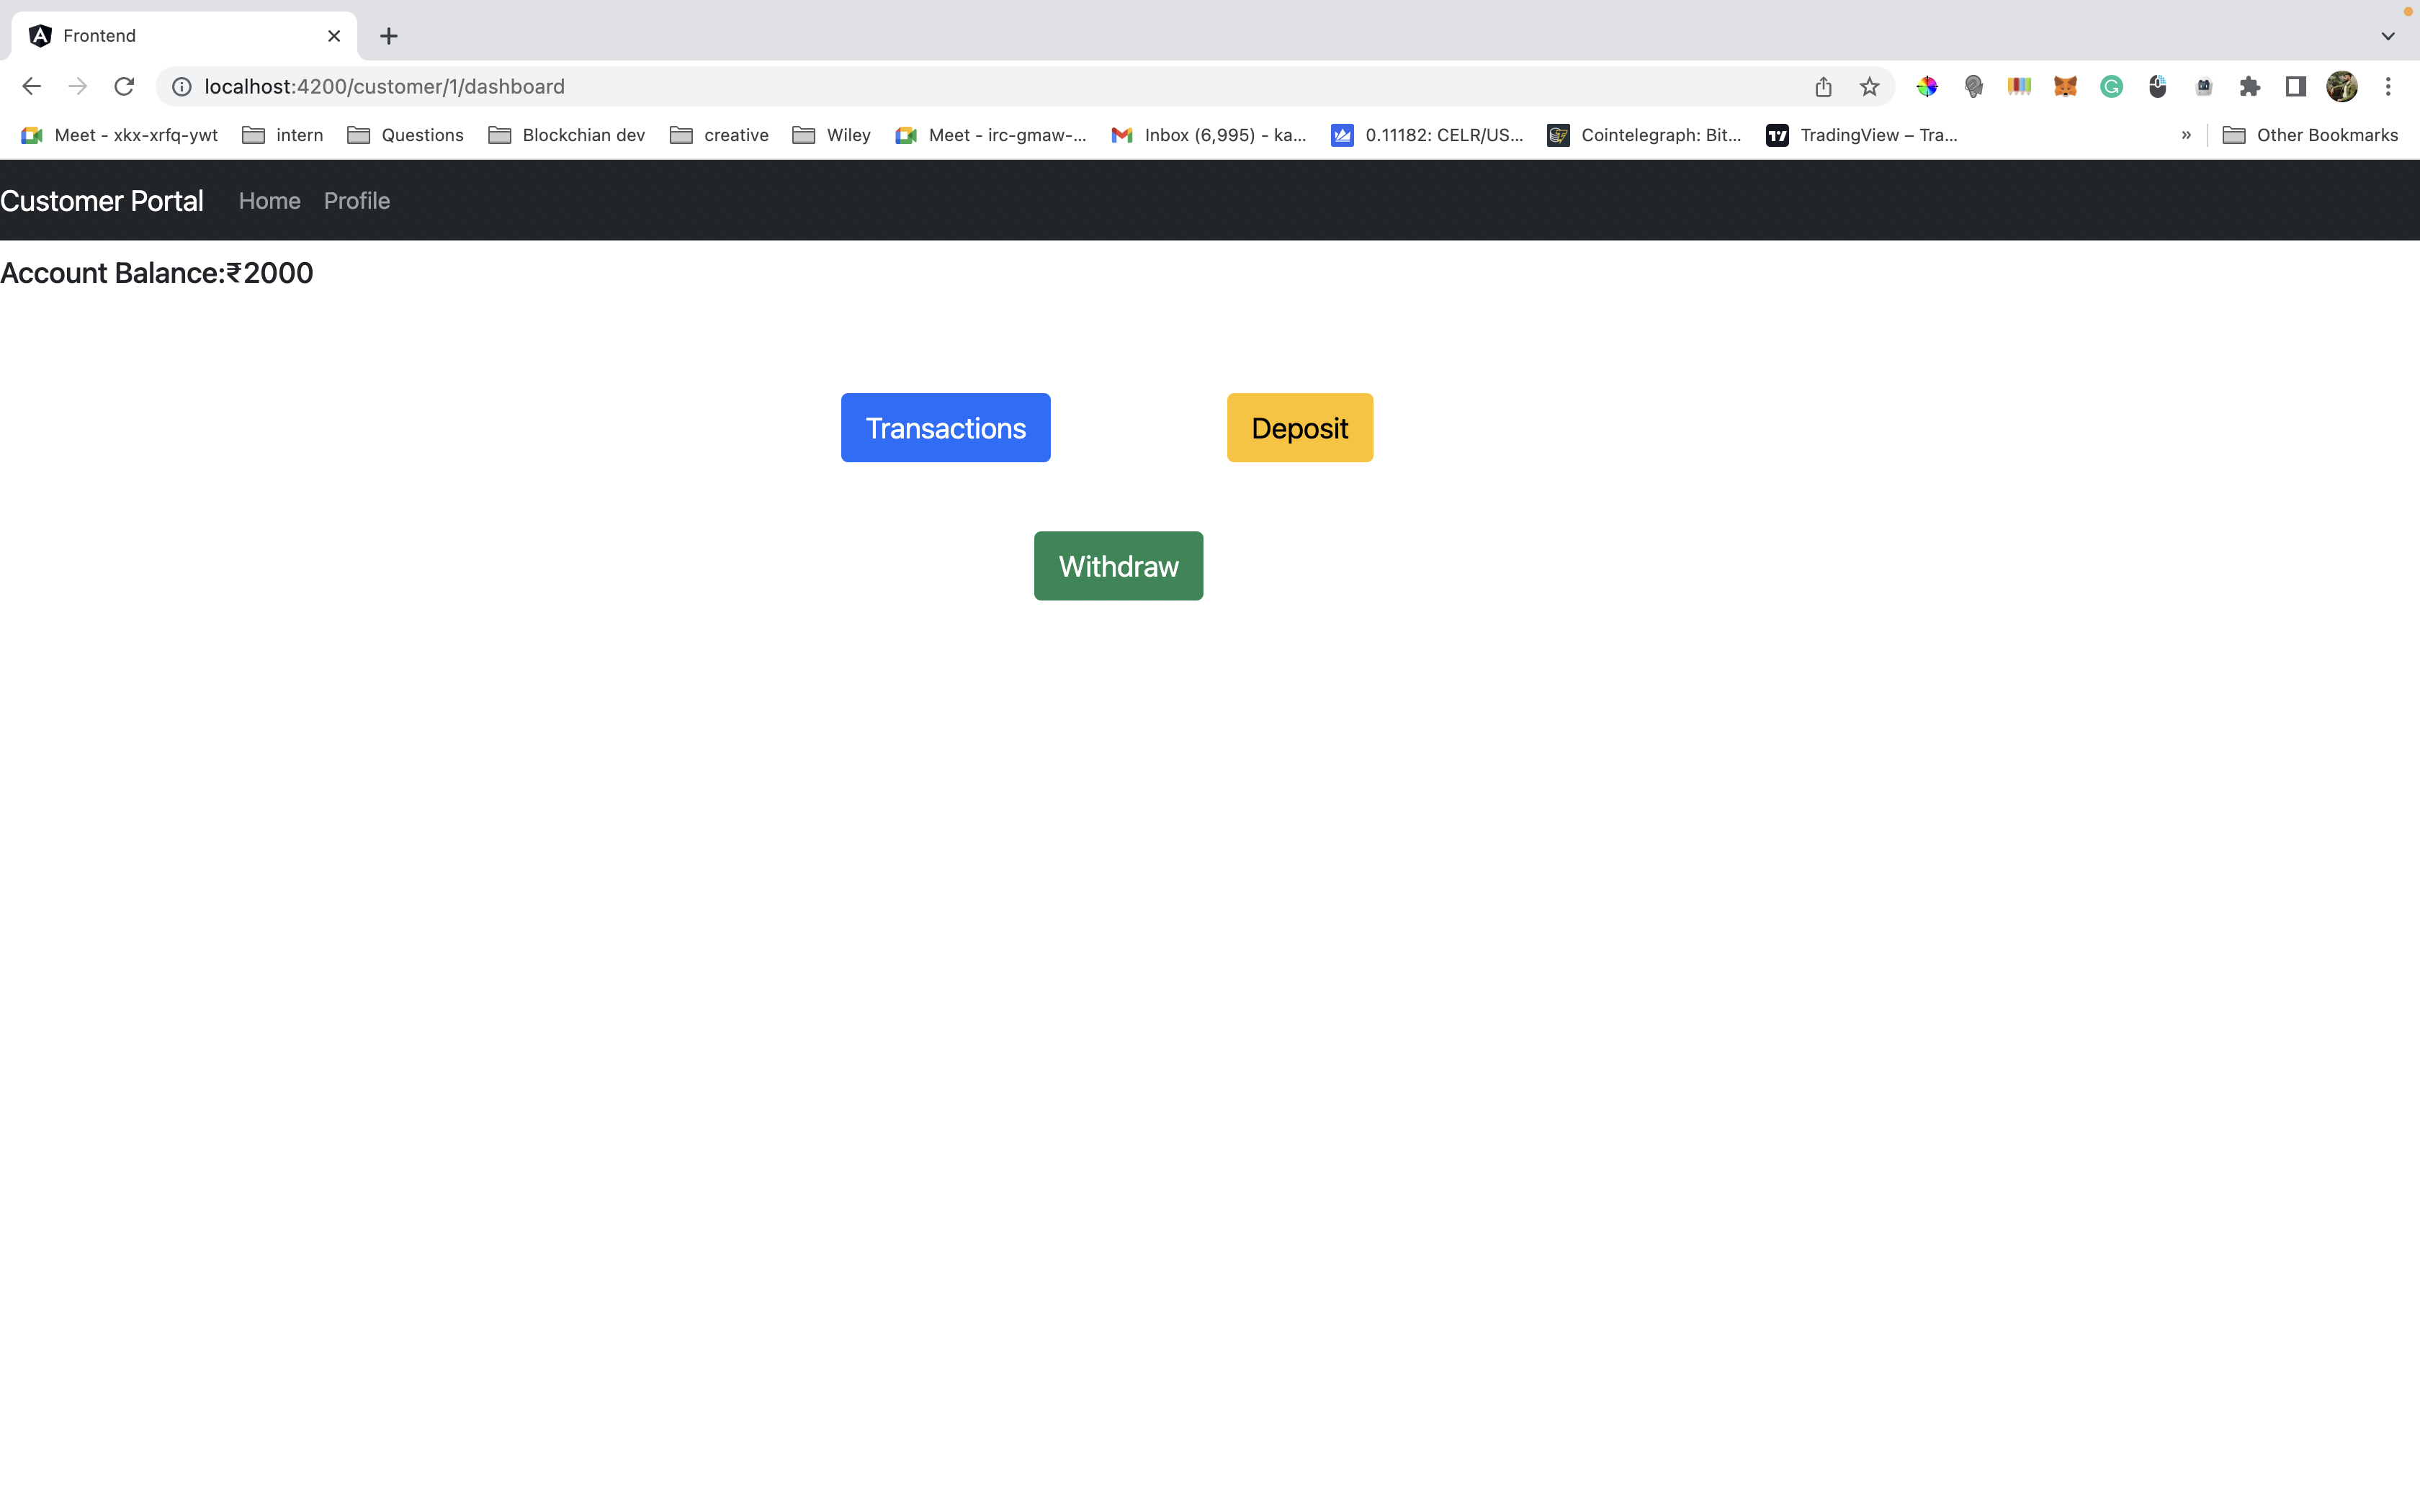 Frontend
localhost:4200/customer/1/dashboard
Meet - xkx-xrfq-ywt intern Questions Blockchian dev creative Wiley Meet - irc-gmaw-... Inbox (6,995) - ka... 0.11182: CELR/US... Cointelegraph: Bit... TradingView – Tra... » Other Bookmarks
Customer Portal Home Profile
Account Balance:₹2000
Transactions Deposit
Withdraw